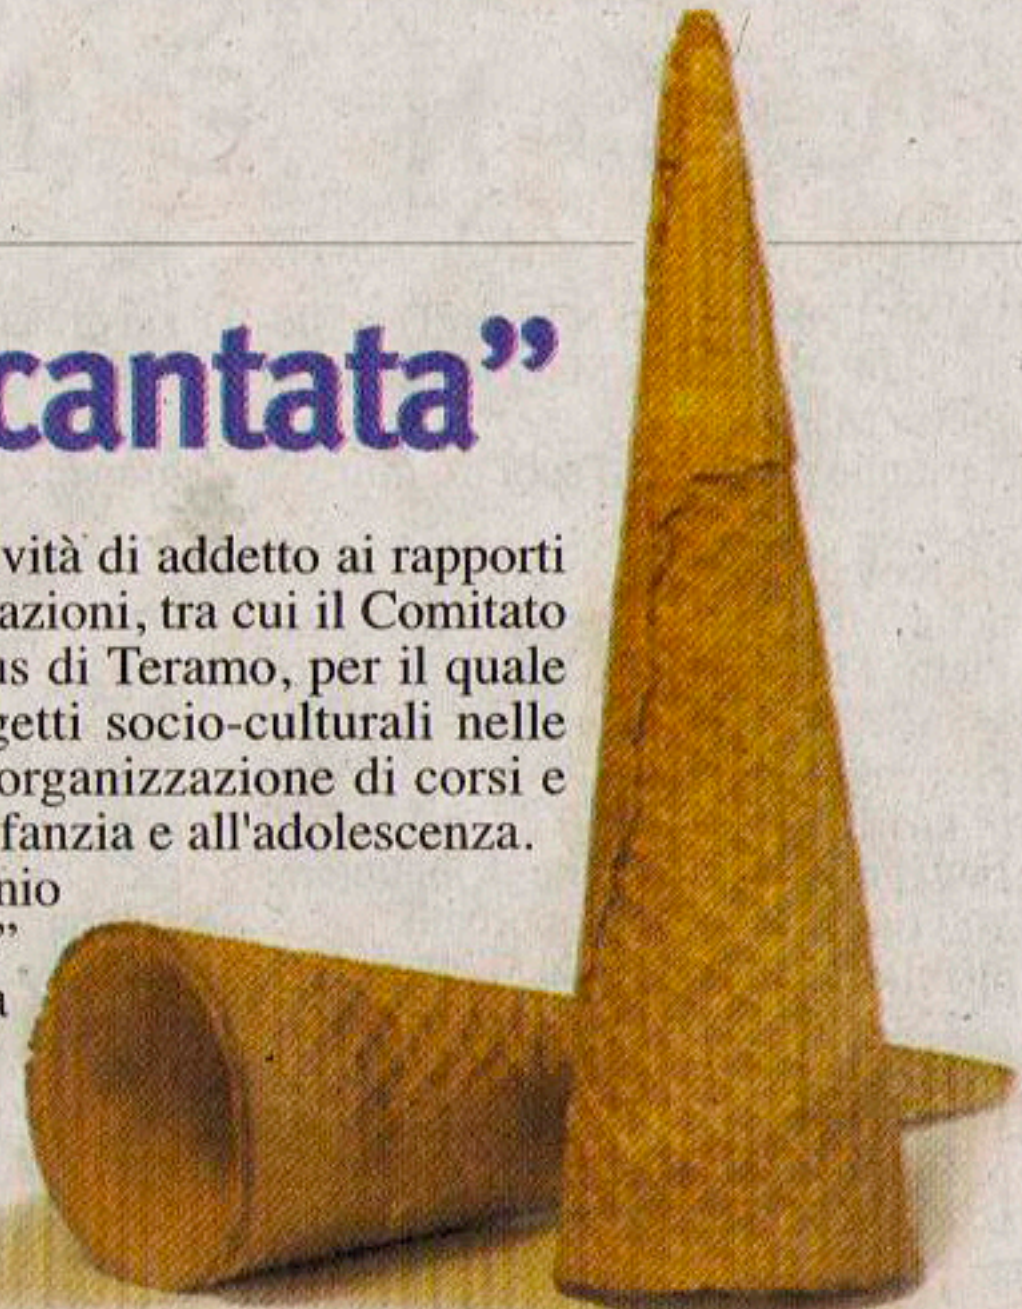 cantata”
vità di addetto ai rapporti
azioni, tra cui il Comitato
us di Teramo, per il quale
getti socio-culturali nelle
organizzazione di corsi e
fanzia e all'adolescenza.
nio
”
a